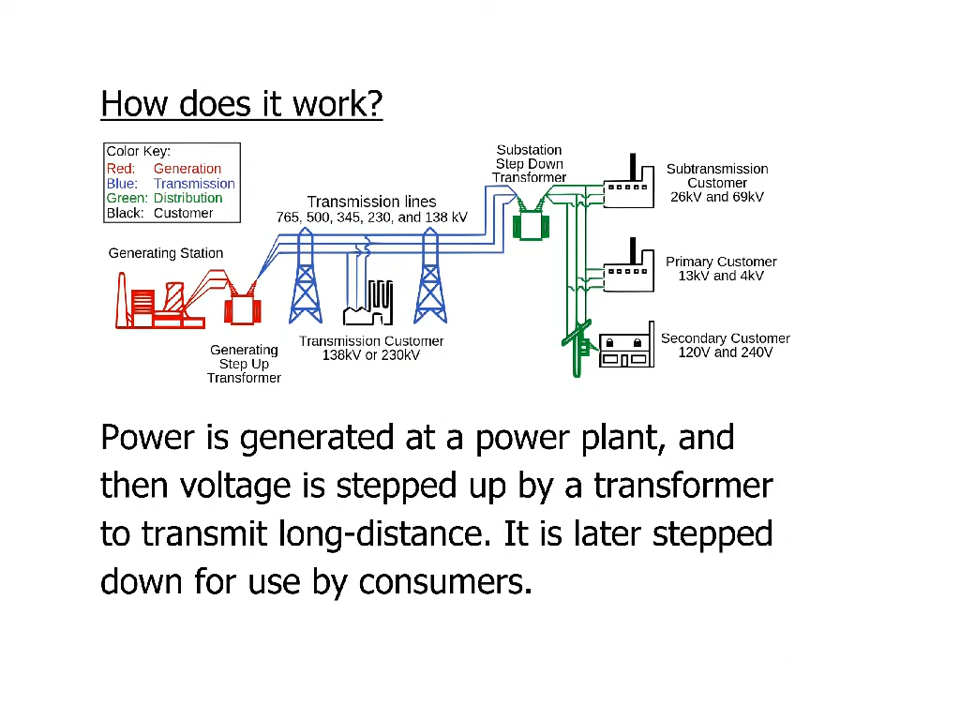 How does it work?
Color Key:
Red: Generation
Blue: Transmission
Green: Distribution
Black: Customer
Substation
Step Down
Transformer
Subtransmission
Customer
26kV and 69kV
Transmission lines
765, 500, 345, 230, and 138 kV
Generating Station
Primary Customer
13kV and 4kV
Generating
Step Up
Transformer
Transmission Customer
138kV or 230kV
Secondary Customer
120V and 240V
Power is generated at a power plant, and
then voltage is stepped up by a transformer
to transmit long-distance. It is later stepped
down for use by consumers.